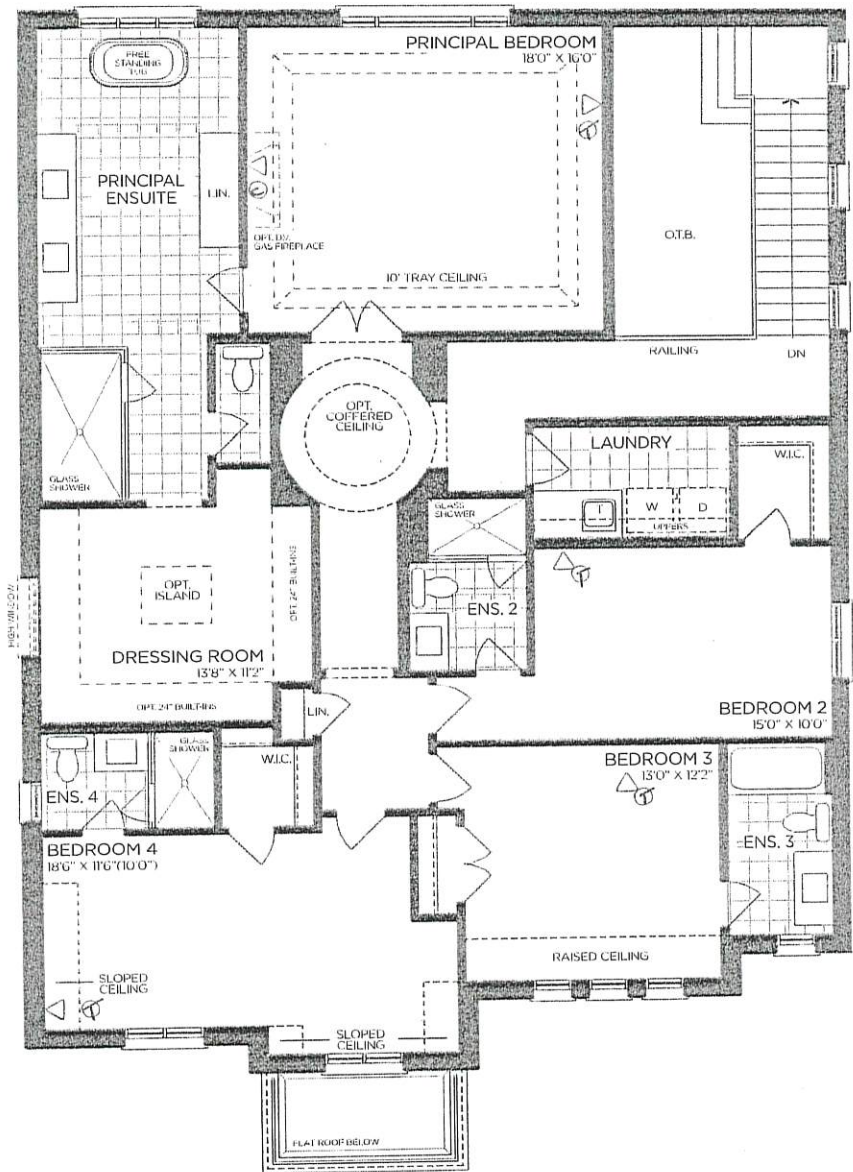 PRINCIPAL BEDROOM
18'0" X 16'0"
FREE
STANDING
TUB
PRINCIPAL
ENSUITE
LIN.
OPT. D.V.
GAS FIREPLACE
10' TRAY CEILING
O.T.B.
RAILING
DN
OPT.
COFFERED
CEILING
LAUNDRY
W.I.C.
GLASS
SHOWER
GLASS
SHOWER
T
W
D
UPPERS
HIGH WINDOW
OPT.
ISLAND
OPT. 24" BUILT-INS
ENS. 2
DRESSING ROOM
13'8" X 11'2"
OPT. 24" BUILT-INS
LIN.
BEDROOM 2
15'0" X 10'0"
GLASS
SHOWER
W.I.C.
ENS. 4
BEDROOM 3
13'0" X 12'2"
T
ENS. 3
BEDROOM 4
18'6" X 11'6"(10'0")
RAISED CEILING
SLOPED
CEILING
T
SLOPED
CEILING
FLAT ROOF BELOW